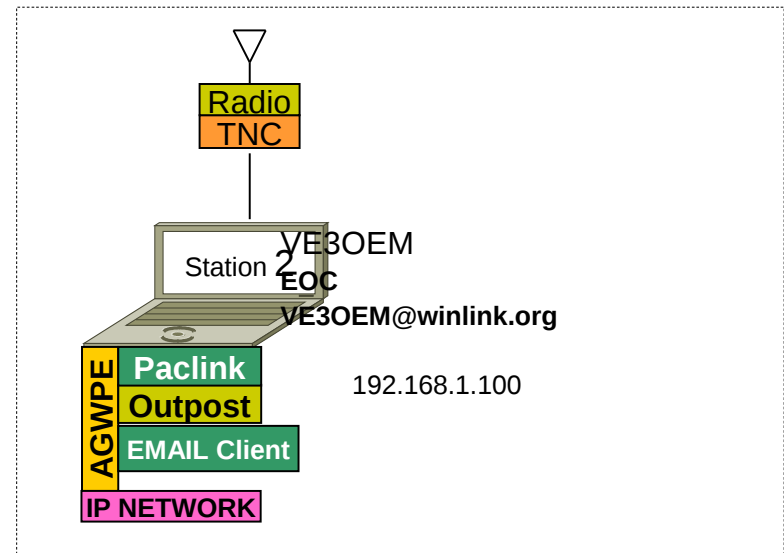 Radio
TNC
Station 2
VE3OEM
EOC
VE3OEM@winlink.org
192.168.1.100
AGWPE
Paclink
Outpost
EMAIL Client
IP NETWORK